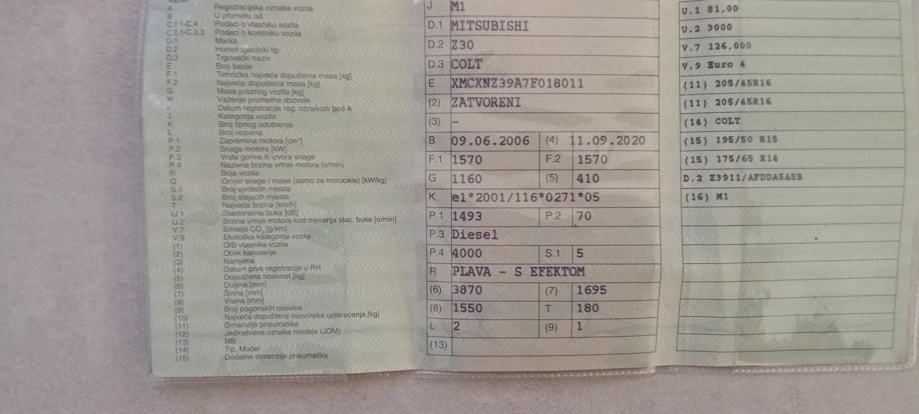 A Registracijska oznaka vozila
B U prometu od
C.1.1-C.4 Podaci o vlasniku vozila
C.3.1-C.3.3 Podaci o korisniku vozila
D.1 Marka
D.2 Homologacijski tip
D.3 Trgovački naziv
E Broj šasije
F.1 Tehnička najveća dopuštena masa [kg]
F.2 Najveća dopuštena masa [kg]
G Masa praznog vozila [kg]
H Važenje prometne dozvole
I Datum registracije reg. oznakom pod A
J Kategorija vozila
K Broj tipnog odobrenja
L Broj osovina
P.1 Zapremina motora [cm³]
P.2 Snaga motora [kW]
P.3 Vrsta goriva ili izvora snage
P.4 Nazivna brzina vrtnje motora [o/min]
R Boja vozila
Q Omjer snage i mase (samo za motocikle) [kW/kg]
S.1 Broj sjedećih mjesta
S.2 Broj stajaćih mjesta
T Najveća brzina [km/h]
U.1 Stacionarna buka [dB]
U.2 Brzina vrtnje motora kod mjerenja stac. buke [o/min]
V.7 Emisija CO₂ [g/km]
V.9 Ekološka kategorija vozila
(1) OIB vlasnika vozila
(2) Oblik karoserije
(3) Namjena
(4) Datum prve registracije u RH
(5) Dopuštena nosivost [kg]
(6) Duljina [mm]
(7) Širina [mm]
(8) Visina [mm]
(9) Broj pogonskih osovina
(10) Najveća dopuštena osovinska opterećenja [kg]
(11) Dimenzije pneumatika
(12) Jedinstvena oznaka modela (JOM)
(13) MB
(14) Tip, Model
(15) Dodatne dimenzije pneumatika
J M1
D.1 MITSUBISHI
D.2 Z30
D.3 COLT
E XMCXNZ39A7F018011
(2) ZATVORENI
(3) –
B 09.06.2006 (4) 11.09.2020
F.1 1570 F.2 1570
G 1160 (5) 410
K e1*2001/116*0271*05
P.1 1493 P.2 70
P.3 Diesel
P.4 4000 S.1 5
R PLAVA - S EFEKTOM
(6) 3870 (7) 1695
(8) 1550 T 180
L 2 (9) 1
(13)
U.1 81,00
U.2 3000
V.7 126,000
V.9 Euro 4
(11) 205/45R16
(11) 205/45R16
(14) COLT
(15) 195/50 R15
(15) 175/65 R14
D.2 Z3911/AFDDA5A5B
(16) M1